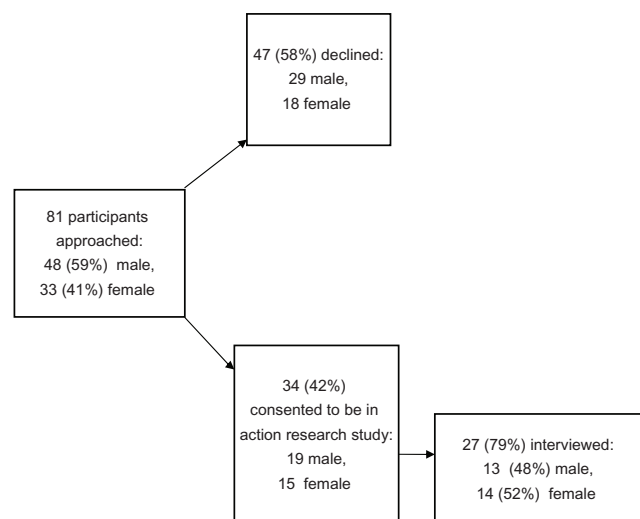 47 (58%) declined:
29 male,
18 female
81 participants
approached:
48 (59%) male,
33 (41%) female
34 (42%)
consented to be in
action research study:
19 male,
15 female
27 (79%) interviewed:
13 (48%) male,
14 (52%) female